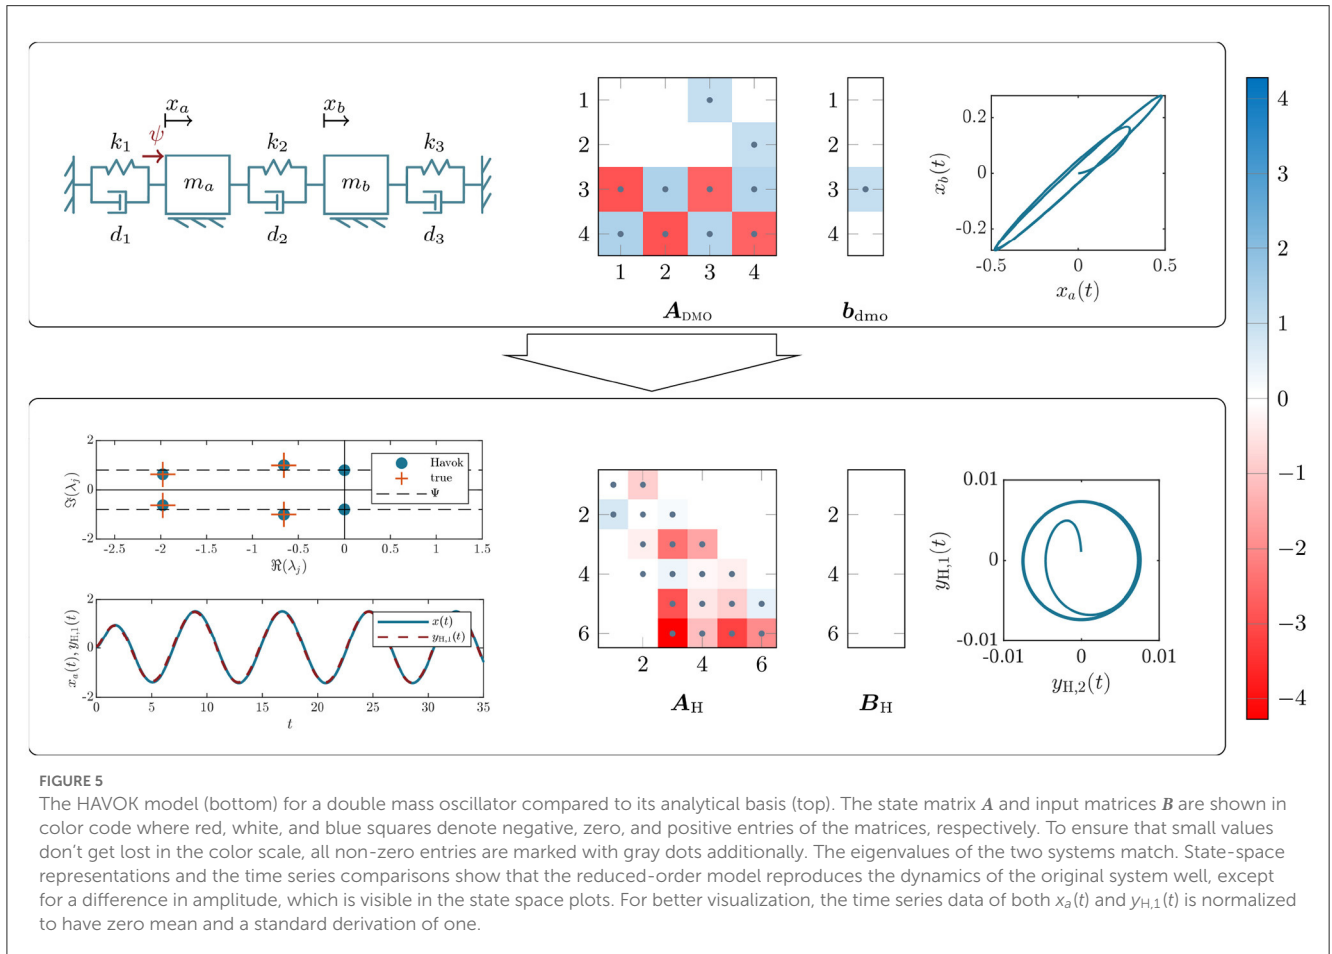 x_a
x_b
ψ
k_1
k_2
k_3
m_a
m_b
d_1
d_2
d_3
1
2
3
4
1 2 3 4
A_DMO
b_dmo
x_b(t)
0.2
0
-0.2
-0.5 0 0.5
x_a(t)
4
3
2
1
0
−1
−2
−3
−4
ℑ(λ_j)
2
0
-2
-2.5 -2 -1.5 -1 -0.5 0 0.5 1 1.5
ℜ(λ_j)
Havok
true
Ψ
x_a(t), y_H,1(t)
2
0
-2
0 5 10 15 20 25 30 35
t
x(t)
y_H,1(t)
2
4
6
2 4 6
A_H
2
4
6
B_H
y_H,1(t)
0.01
0
-0.01
-0.01 0 0.01
y_H,2(t)
FIGURE 5
The HAVOK model (bottom) for a double mass oscillator compared to its analytical basis (top). The state matrix A and input matrices B are shown in
color code where red, white, and blue squares denote negative, zero, and positive entries of the matrices, respectively. To ensure that small values
don't get lost in the color scale, all non-zero entries are marked with gray dots additionally. The eigenvalues of the two systems match. State-space
representations and the time series comparisons show that the reduced-order model reproduces the dynamics of the original system well, except
for a difference in amplitude, which is visible in the state space plots. For better visualization, the time series data of both x_a(t) and y_H,1(t) is normalized
to have zero mean and a standard derivation of one.